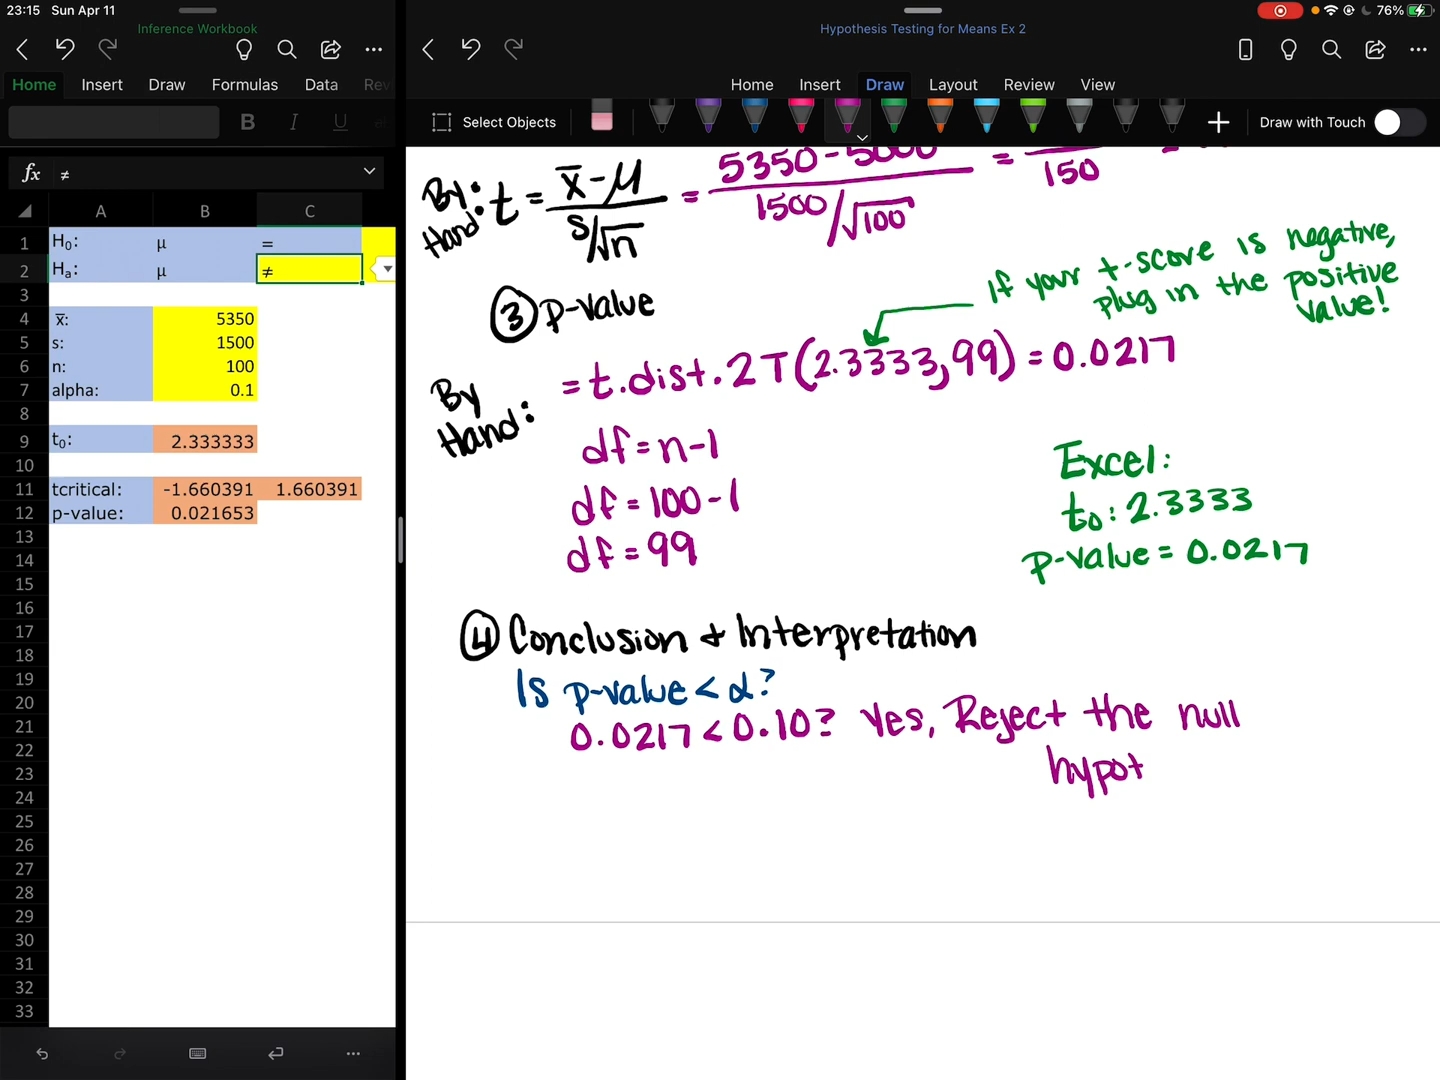 23:15 Sun Apr 11
76%
Inference Workbook
Home Insert Draw Formulas Data Rev
B I U ab
fx ≠
A B C
1 H₀: μ =
2 Hₐ: μ ≠
3
4 x̅: 5350
5 s: 1500
6 n: 100
7 alpha: 0.1
8
9 t₀: 2.333333
10
11 tcritical: -1.660391 1.660391
12 p-value: 0.021653
13
14
15
16
17
18
19
20
21
22
23
24
25
26
27
28
29
30
31
32
33
Hypothesis Testing for Means Ex 2
Home Insert Draw Layout Review View
Select Objects
Draw with Touch
By Hand: t = x̅-μ / s/√n = 5350-5000 / 1500/√100 = / 150 =
If your t-score is negative,
plug in the positive
value!
③ P-value
By Hand: = t.dist.2T(2.3333,99) = 0.0217
df = n-1
df = 100-1
df = 99
Excel:
t₀: 2.3333
p-value = 0.0217
④ Conclusion + Interpretation
Is p-value < α?
0.0217 < 0.10? Yes, Reject the null
hypot